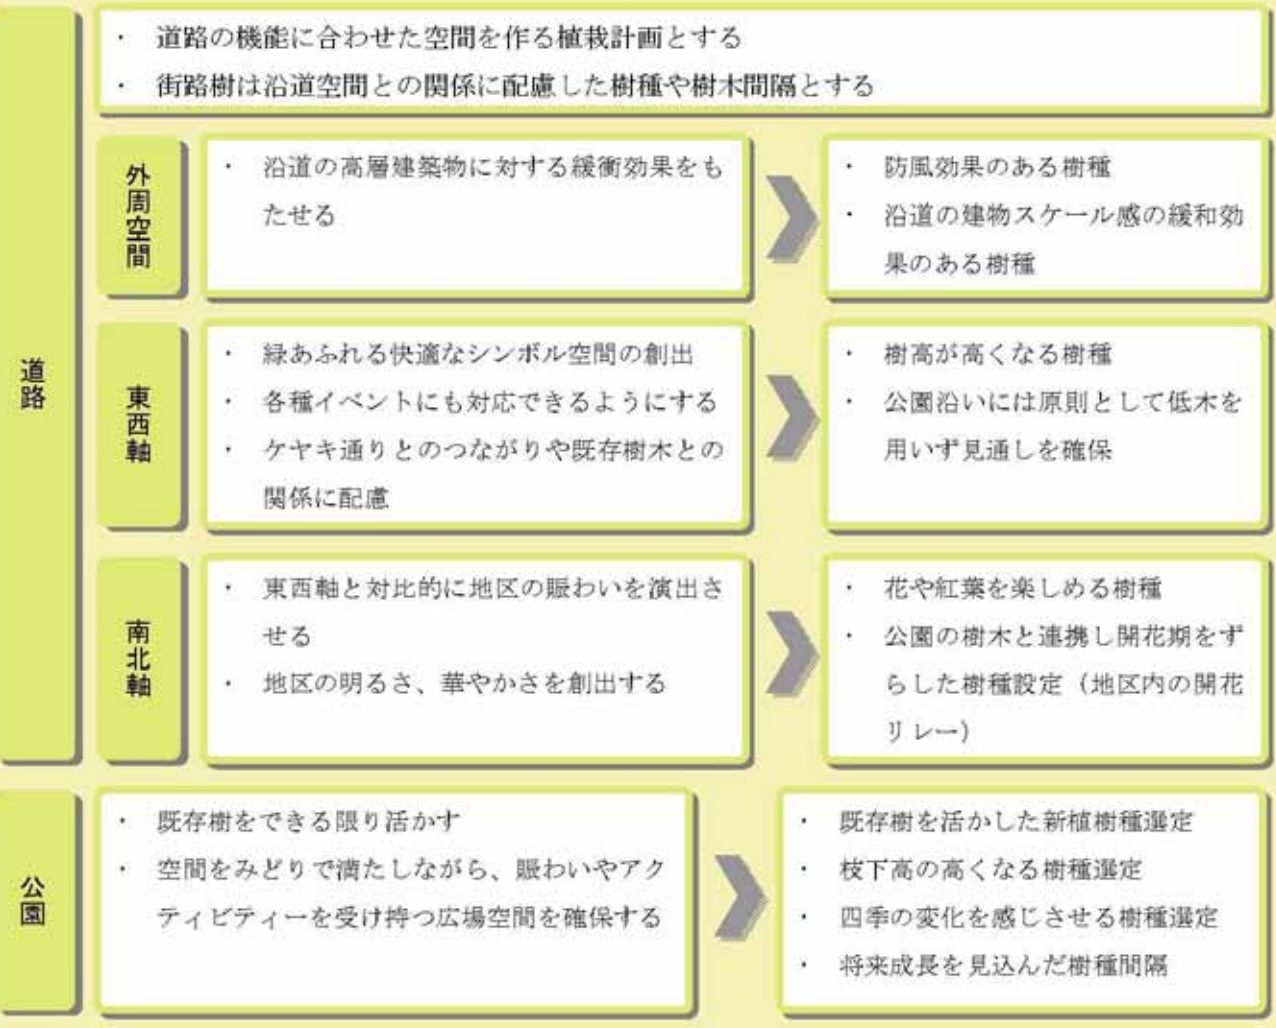 道路
・ 道路の機能に合わせた空間を作る植栽計画とする
・ 街路樹は沿道空間との関係に配慮した樹種や樹木間隔とする
外周空間
・ 沿道の高層建築物に対する緩衝効果をも
たせる
・ 防風効果のある樹種
・ 沿道の建物スケール感の緩和効
果のある樹種
東西軸
・ 緑あふれる快適なシンボル空間の創出
・ 各種イベントにも対応できるようにする
・ ケヤキ通りとのつながりや既存樹木との
関係に配慮
・ 樹高が高くなる樹種
・ 公園沿いには原則として低木を
用いず見通しを確保
南北軸
・ 東西軸と対比的に地区の賑わいを演出さ
せる
・ 地区の明るさ、華やかさを創出する
・ 花や紅葉を楽しめる樹種
・ 公園の樹木と連携し開花期をず
らした樹種設定（地区内の開花
リレー）
公園
・ 既存樹をできる限り活かす
・ 空間をみどりで満たしながら、賑わいやアク
ティビティーを受け持つ広場空間を確保する
・ 既存樹を活かした新植樹種選定
・ 枝下高の高くなる樹種選定
・ 四季の変化を感じさせる樹種選定
・ 将来成長を見込んだ樹種間隔